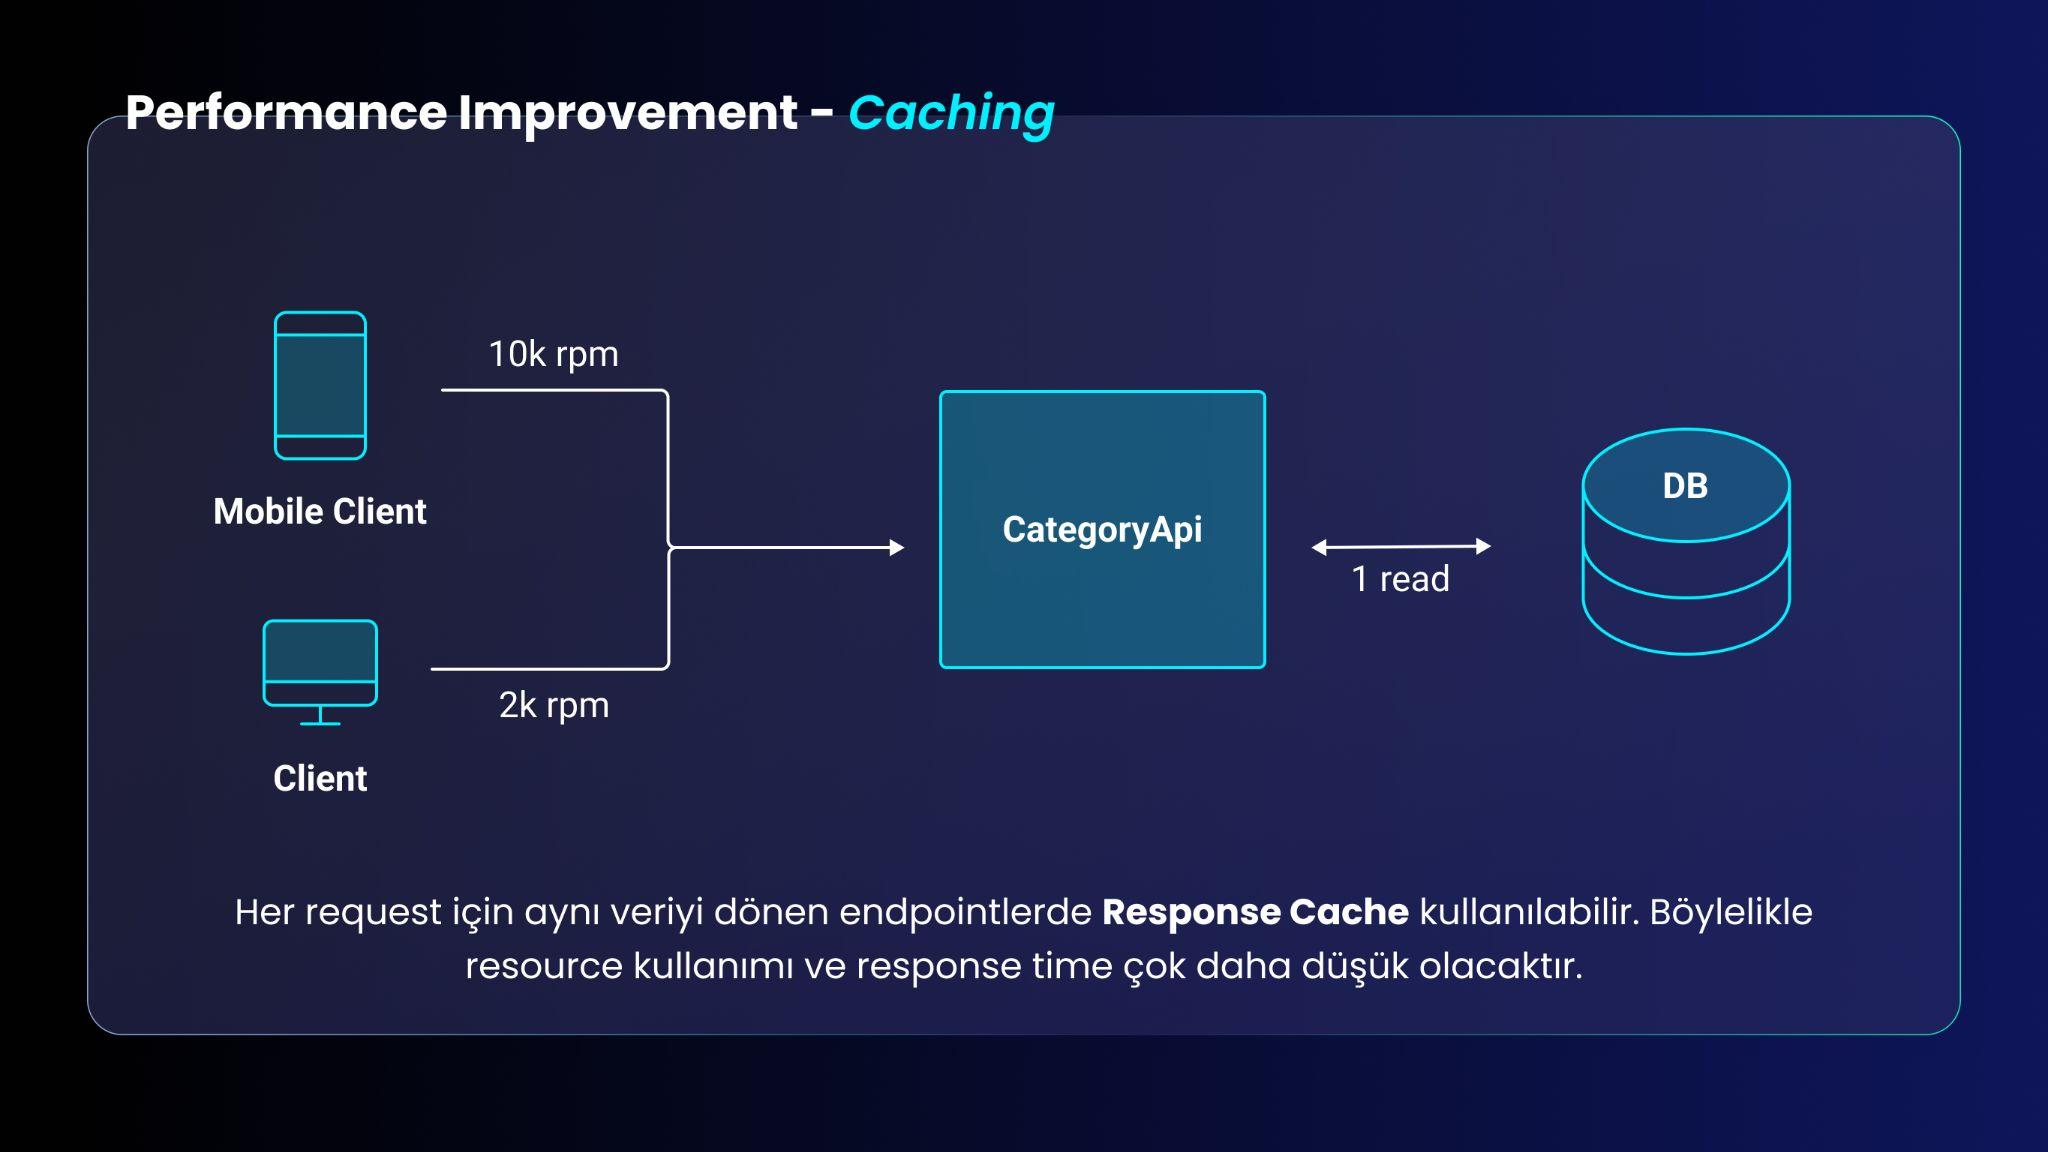 Performance Improvement - Caching
10k rpm
Mobile Client
CategoryApi
DB
1 read
2k rpm
Client
Her request için aynı veriyi dönen endpointlerde Response Cache kullanılabilir. Böylelikle
resource kullanımı ve response time çok daha düşük olacaktır.